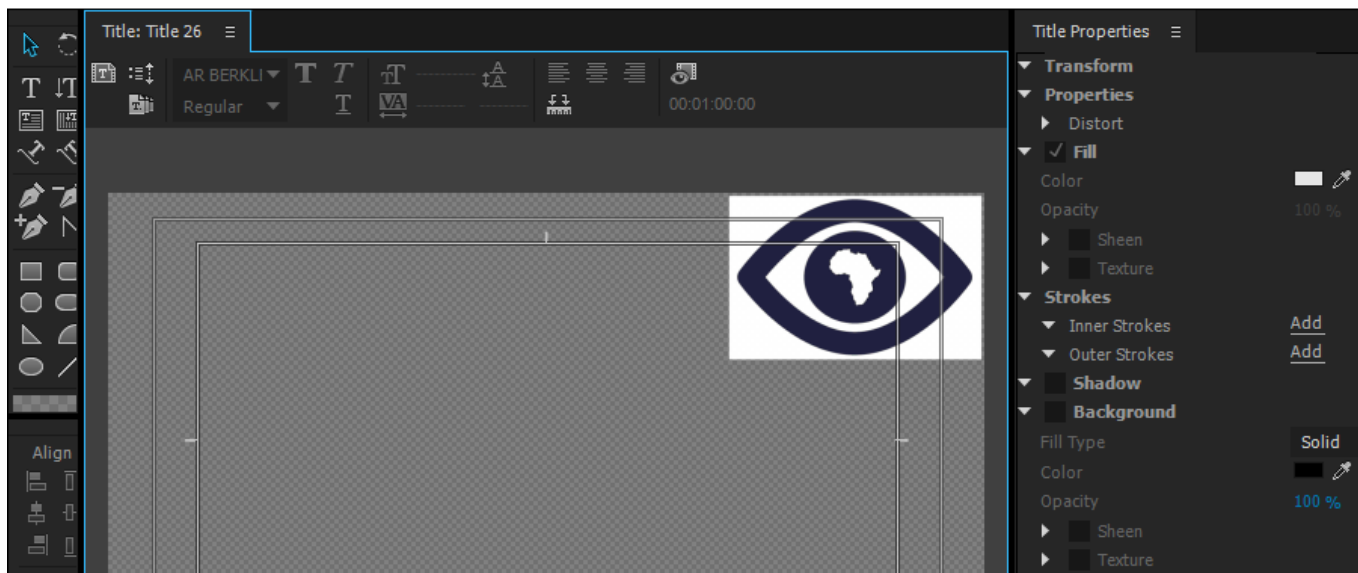 Title: Title 26
AR BERKLI
Regular
00:01:00:00
Align
Title Properties
Transform
Properties
Distort
Fill
Color
Opacity 100 %
Sheen
Texture
Strokes
Inner Strokes Add
Outer Strokes Add
Shadow
Background
Fill Type Solid
Color
Opacity 100 %
Sheen
Texture